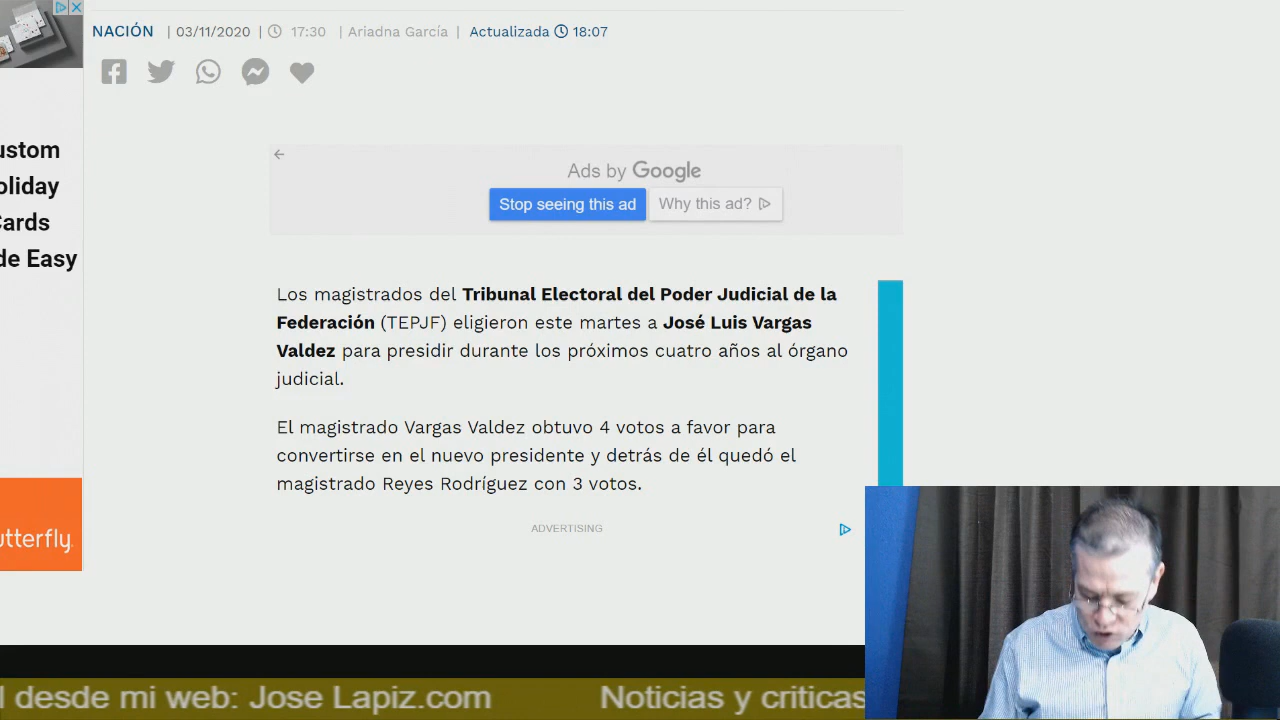 NACIÓN | 03/11/2020 | 17:30 | Ariadna García | Actualizada 18:07
ustom
oliday
Cards
de Easy
utterfly.
Ads by Google
Stop seeing this ad
Why this ad?
Los magistrados del Tribunal Electoral del Poder Judicial de la
Federación (TEPJF) eligieron este martes a José Luis Vargas
Valdez para presidir durante los próximos cuatro años al órgano
judicial.
El magistrado Vargas Valdez obtuvo 4 votos a favor para
convertirse en el nuevo presidente y detrás de él quedó el
magistrado Reyes Rodríguez con 3 votos.
ADVERTISING
l desde mi web: Jose Lapiz.com Noticias y criticas